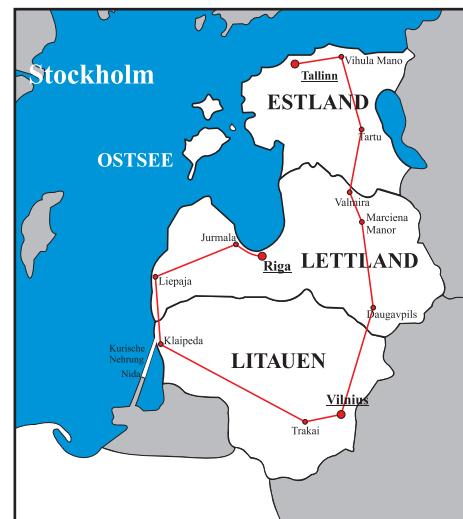 Vihula Mano
Stockholm
Tallinn
ESTLAND
Tartu
OSTSEE
Valmira
Marciena
Manor
Jurmala
Riga
LETTLAND
Liepaja
Daugavpils
Klaipeda
Kurische
Nehrung
LITAUEN
Nida
Vilnius
Trakai